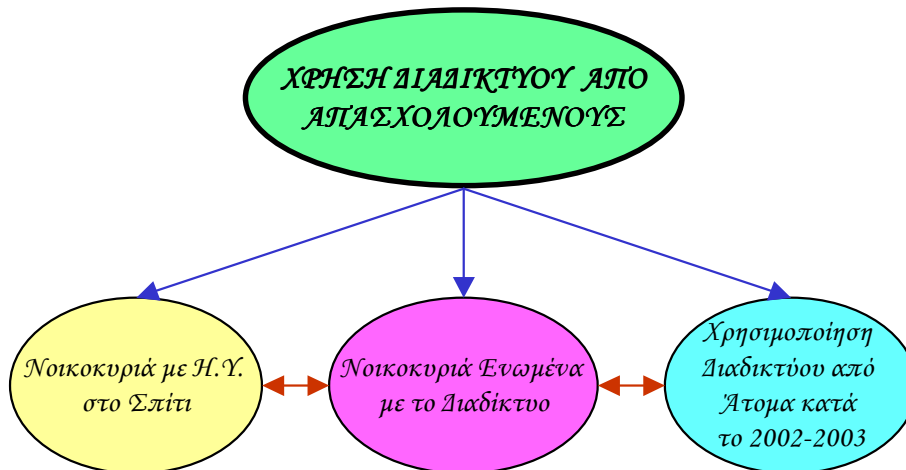 ΧΡΗΣΗ ΔΙΑΔΙΚΤΥΟΥ ΑΠΟ
ΑΠΑΣΧΟΛΟΥΜΕΝΟΥΣ
Νοικοκυριά με Η.Υ.
στο Σπίτι
Νοικοκυριά Ενωμένα
με το Διαδίκτυο
Χρησιμοποίηση
Διαδικτύου από
Άτομα κατά
το 2002-2003